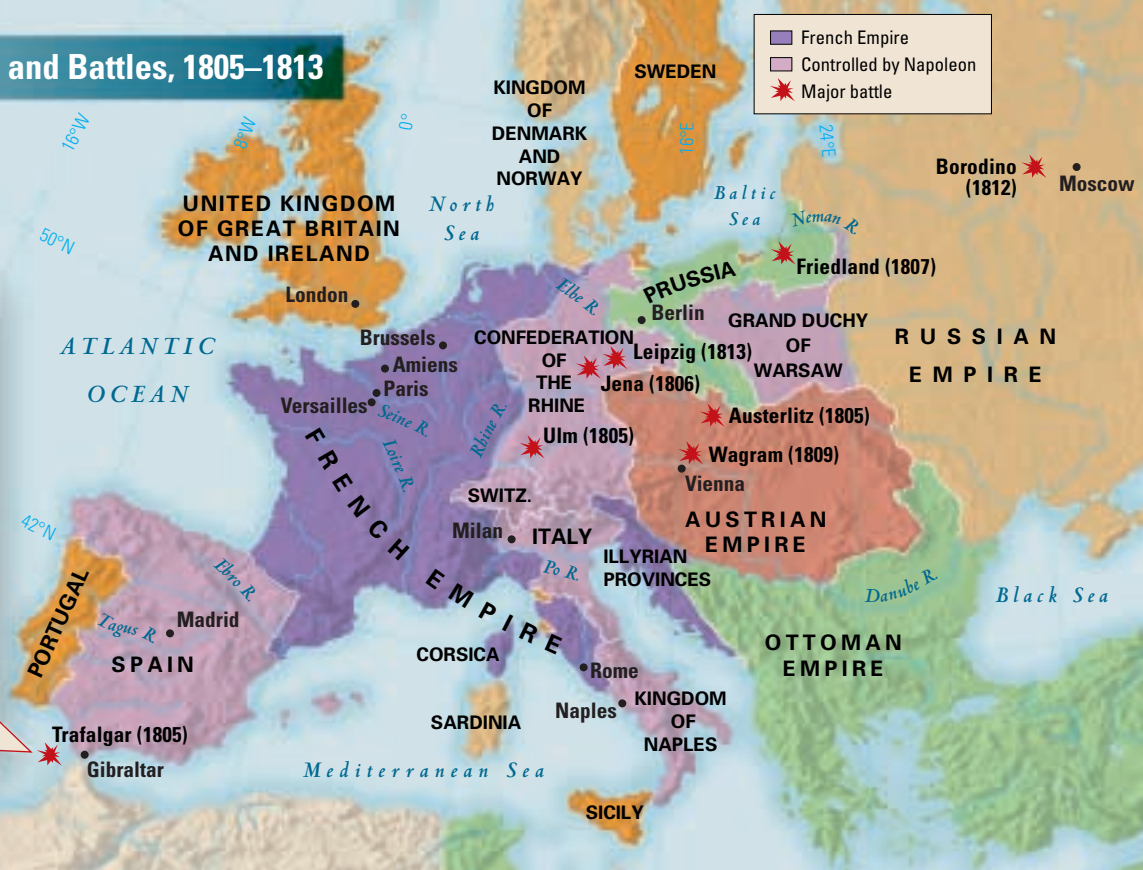 and Battles, 1805–1813
French Empire
Controlled by Napoleon
Major battle
16°W
8°W
0°
16°E
24°E
50°N
42°N
SWEDEN
KINGDOM
OF
DENMARK
AND
NORWAY
Borodino
(1812)
Moscow
UNITED KINGDOM
OF GREAT BRITAIN
AND IRELAND
North
Sea
Baltic
Sea
Neman R.
Friedland (1807)
PRUSSIA
Elbe R.
London
Berlin
GRAND DUCHY
OF
WARSAW
RUSSIAN
EMPIRE
ATLANTIC
OCEAN
Brussels
Amiens
Paris
Versailles
Seine R.
Loire R.
Rhine R.
CONFEDERATION
OF
THE
RHINE
Leipzig (1813)
Jena (1806)
Austerlitz (1805)
Ulm (1805)
Wagram (1809)
Vienna
FRENCH EMPIRE
SWITZ.
Milan
ITALY
AUSTRIAN
EMPIRE
ILLYRIAN
PROVINCES
Po R.
Danube R.
Black Sea
Ebro R.
PORTUGAL
Tagus R.
Madrid
SPAIN
CORSICA
Rome
OTTOMAN
EMPIRE
Naples
KINGDOM
OF
NAPLES
SARDINIA
Trafalgar (1805)
Gibraltar
Mediterranean Sea
SICILY